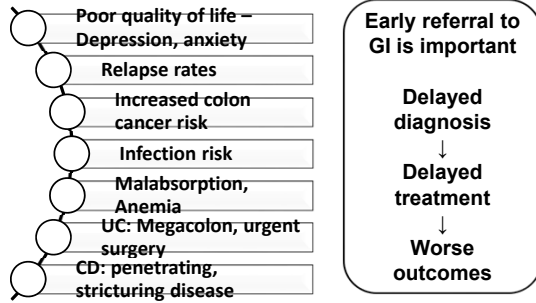 Poor quality of life –
Depression, anxiety
Relapse rates
Increased colon
cancer risk
Infection risk
Malabsorption,
Anemia
UC: Megacolon, urgent
surgery
CD: penetrating,
stricturing disease
Early referral to
GI is important
Delayed
diagnosis
↓
Delayed
treatment
↓
Worse
outcomes